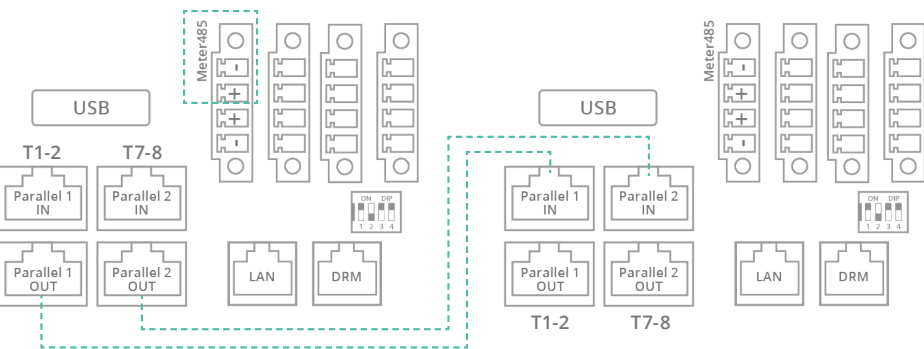 Meter485
-
+
+
-
USB
T1-2
T7-8
Parallel 1
IN
Parallel 2
IN
ON DIP
1 2 3 4
Parallel 1
OUT
Parallel 2
OUT
LAN
DRM
Meter485
-
+
+
-
USB
Parallel 1
IN
Parallel 2
IN
ON DIP
1 2 3 4
Parallel 1
OUT
Parallel 2
OUT
LAN
DRM
T1-2
T7-8